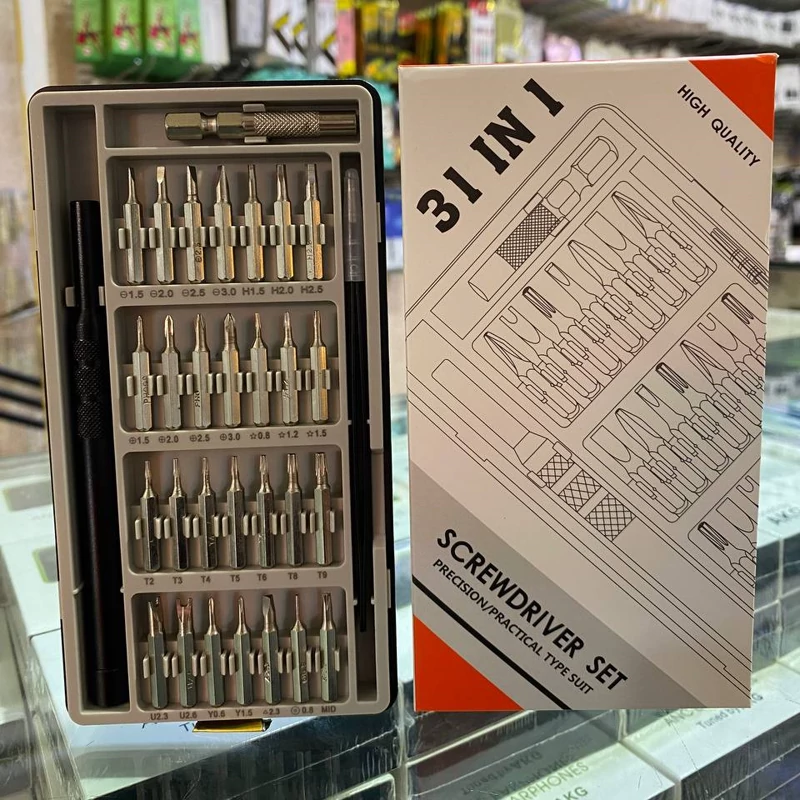 31 IN 1
HIGH QUALITY
SCREWDRIVER SET
PRECISION/PRACTICAL TYPE SUIT
⊖1.5 ⊖2.0 ⊖2.5 ⊖3.0 H1.5 H2.0 H2.5
⊕1.5 ⊕2.0 ⊕2.5 ⊕3.0 ☆0.8 ☆1.2 ☆1.5
T2 T3 T4 T5 T6 T8 T9
U2.3 U2.6 Y0.6 Y1.5 △2.3 ⊙0.8 MID
AKG